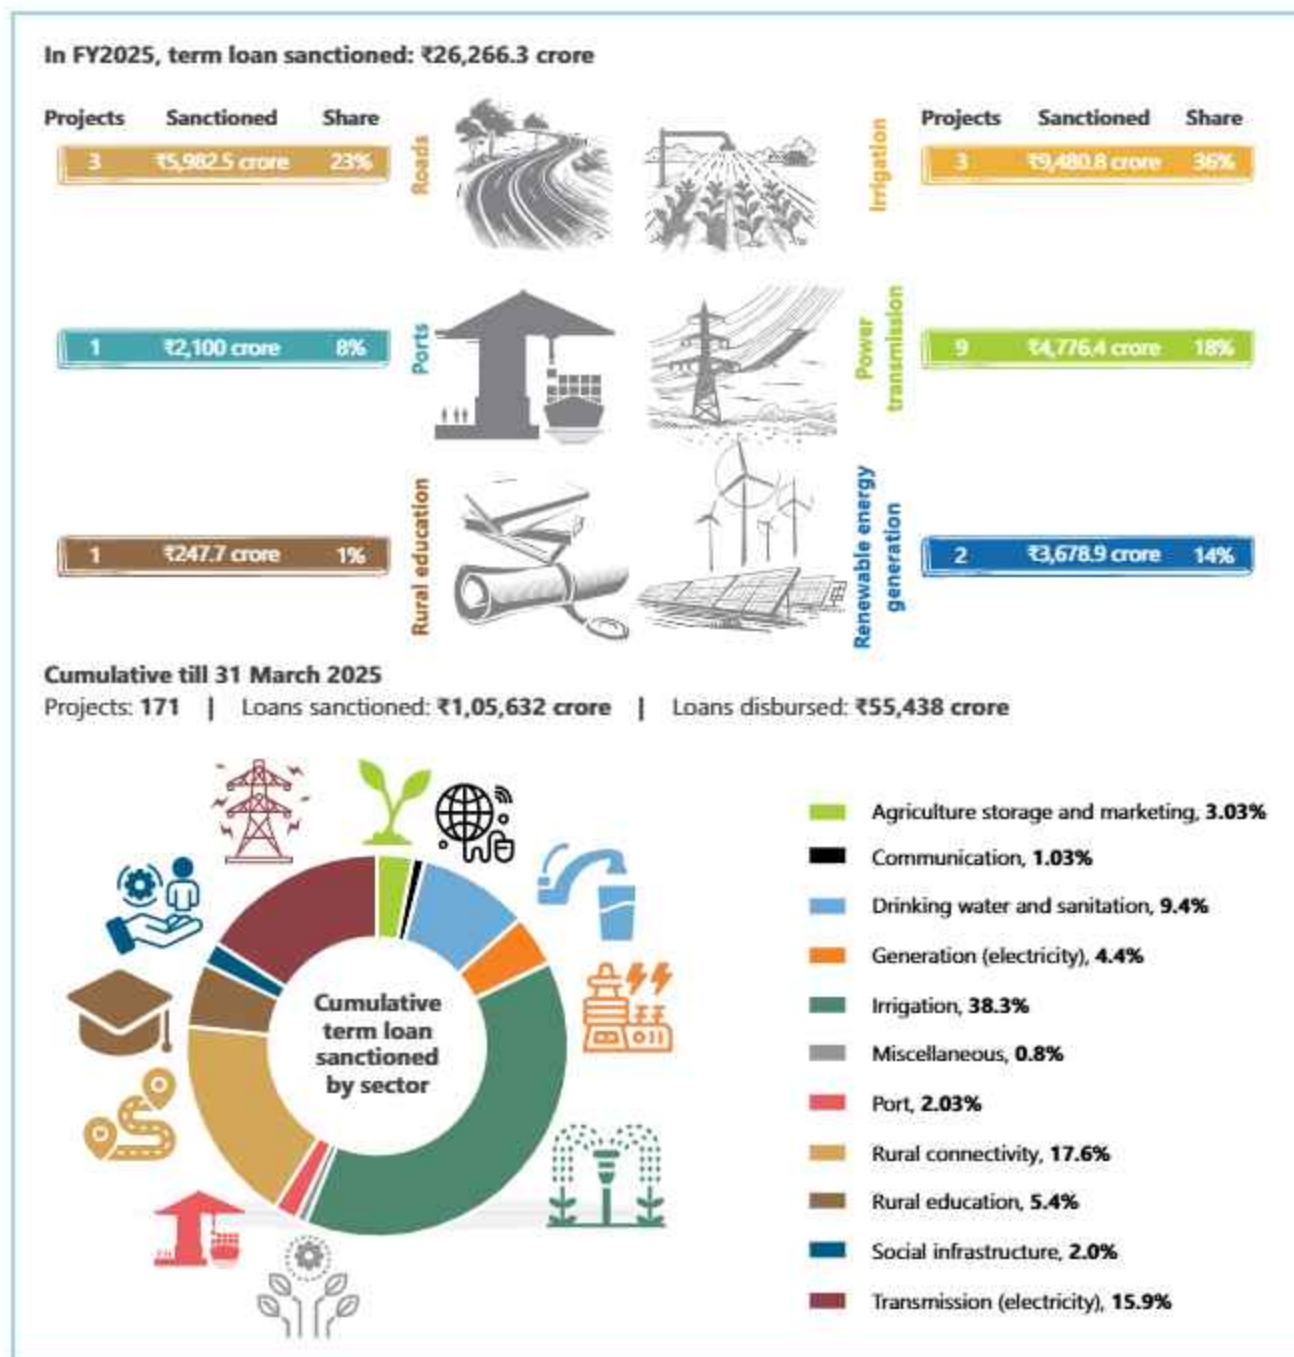 In FY2025, term loan sanctioned: ₹26,266.3 crore
Projects Sanctioned Share
3 ₹5,982.5 crore 23%
Roads
Projects Sanctioned Share
Irrigation
3 ₹9,480.8 crore 36%
1 ₹2,100 crore 8%
Ports
Power
transmission
9 ₹4,776.4 crore 18%
1 ₹247.7 crore 1%
Rural education
Renewable energy
generation
2 ₹3,678.9 crore 14%
Cumulative till 31 March 2025
Projects: 171 | Loans sanctioned: ₹1,05,632 crore | Loans disbursed: ₹55,438 crore
Cumulative
term loan
sanctioned
by sector
Agriculture storage and marketing, 3.03%
Communication, 1.03%
Drinking water and sanitation, 9.4%
Generation (electricity), 4.4%
Irrigation, 38.3%
Miscellaneous, 0.8%
Port, 2.03%
Rural connectivity, 17.6%
Rural education, 5.4%
Social infrastructure, 2.0%
Transmission (electricity), 15.9%